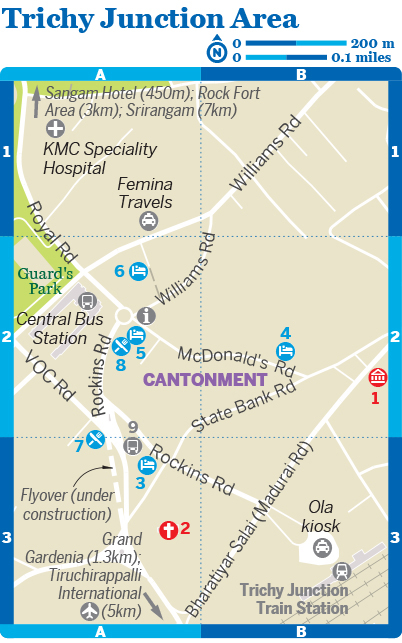 Trichy Junction Area
N
0 200 m
0 0.1 miles
A B
Sangam Hotel (450m); Rock Fort
Area (3km); Srirangam (7km)
KMC Speciality
Hospital
1 1
Williams Rd
Femina
Travels
Royal Rd
Williams Rd
6
Guard's
Park
i
Central Bus
Station
2 2
5
8
4
McDonald's Rd
CANTONMENT
1
VOC Rd
Rockins Rd
State Bank Rd
9
7
Rockins Rd
3
Flyover (under
construction)
2
Bharatiyar Salai (Madurai Rd)
Ola
kiosk
3 3
Grand
Gardenia (1.3km);
Tiruchirappalli
International
(5km)
Trichy Junction
Train Station
A B